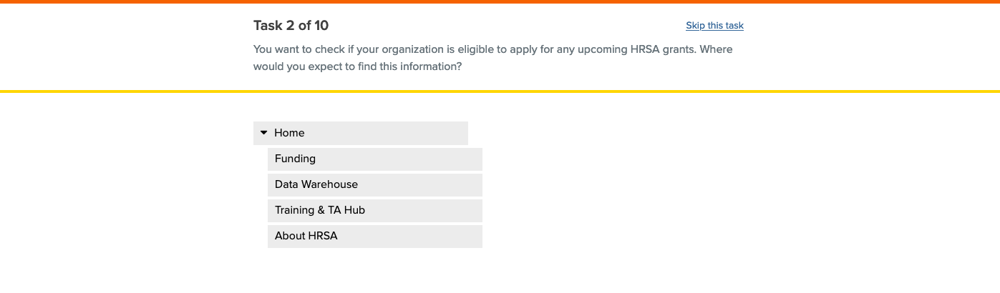 Task 2 of 10
Skip this task
You want to check if your organization is eligible to apply for any upcoming HRSA grants. Where
would you expect to find this information?
Home
Funding
Data Warehouse
Training & TA Hub
About HRSA